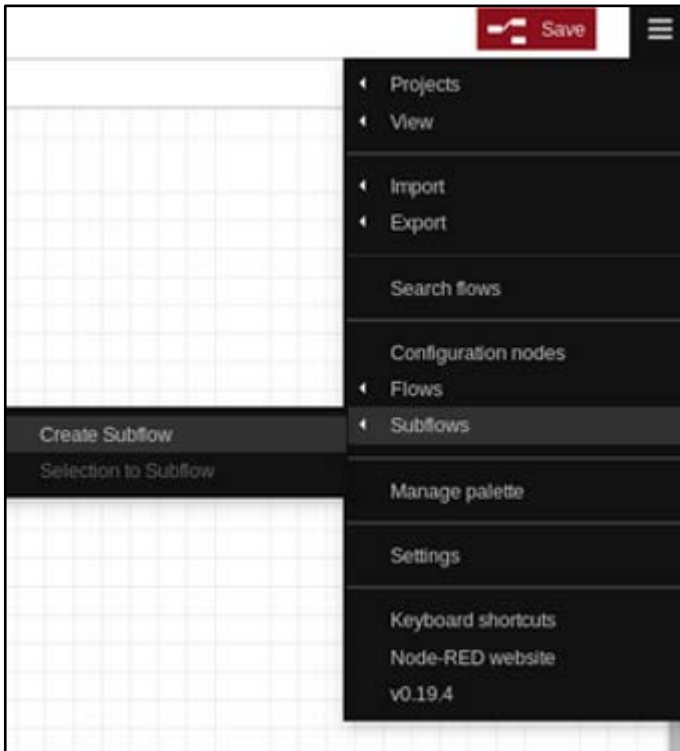 Save
Projects
View
Import
Export
Search flows
Configuration nodes
Flows
Subflows
Create Subflow
Selection to Subflow
Manage palette
Settings
Keyboard shortcuts
Node-RED website
v0.19.4